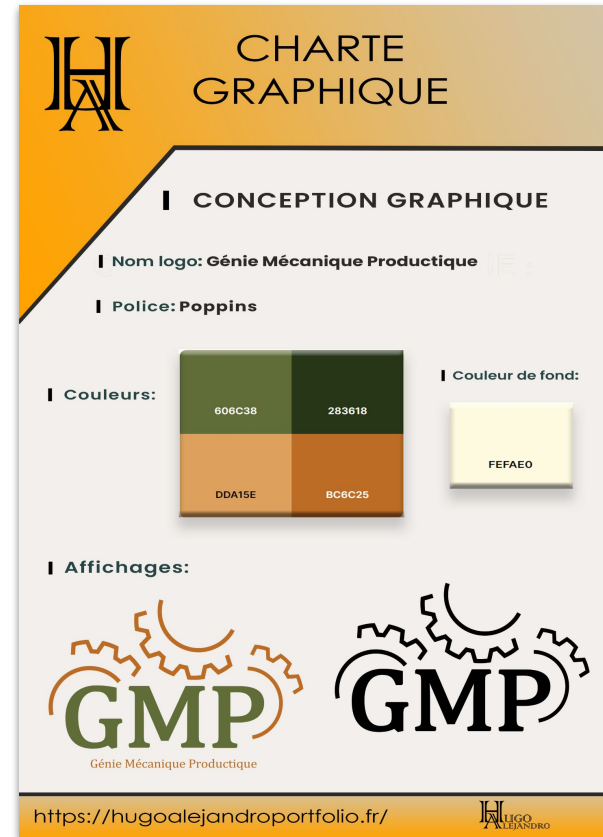 HA
CHARTE
GRAPHIQUE
CONCEPTION GRAPHIQUE
Nom logo: Génie Mécanique Productique
Police: Poppins
Couleurs:
606C38 283618
DDA15E BC6C25
Couleur de fond:
FEFAE0
Affichages:
GMP
Génie Mécanique Productique
GMP
https://hugoalejandroportfolio.fr/
HUGO
ALEJANDRO